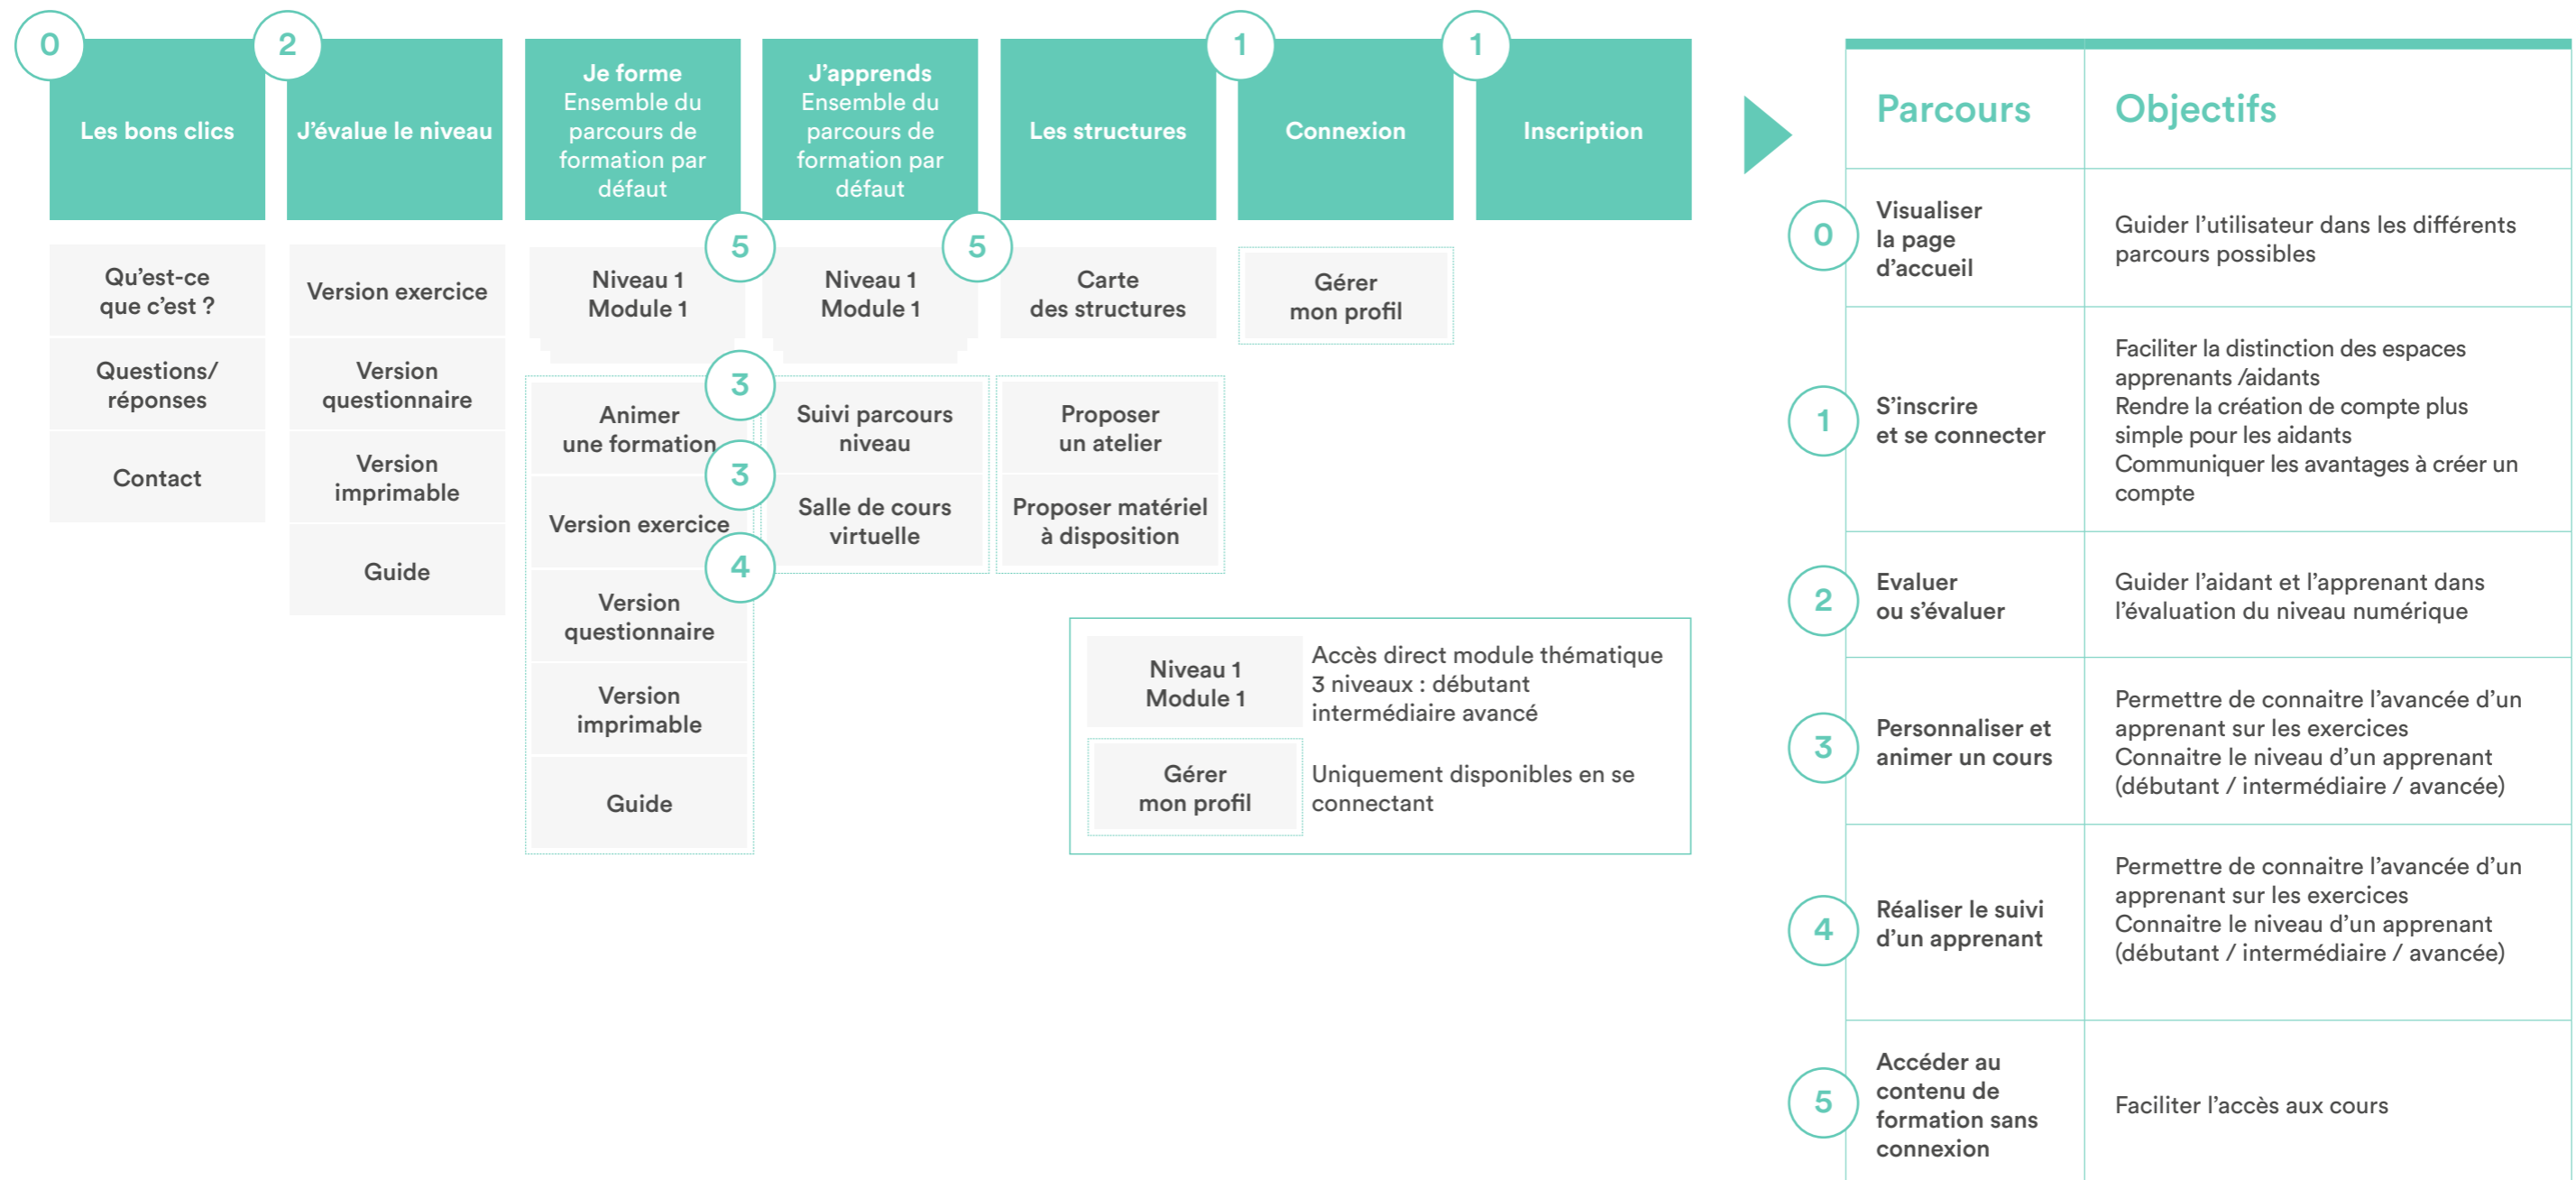 0
Les bons clics
Qu’est-ce
que c’est ?
Questions/
réponses
Contact
2
J’évalue le niveau
Version exercice
Version
questionnaire
Version
imprimable
Guide
Je forme
Ensemble du
parcours de
formation par
défaut
5
Niveau 1
Module 1
3
Animer
une formation
3
Version exercice
4
Version
questionnaire
Version
imprimable
Guide
J’apprends
Ensemble du
parcours de
formation par
défaut
5
Niveau 1
Module 1
Suivi parcours
niveau
Salle de cours
virtuelle
Les structures
Carte
des structures
Proposer
un atelier
Proposer matériel
à disposition
1
Connexion
Gérer
mon profil
1
Inscription
Niveau 1
Module 1
Accès direct module thématique
3 niveaux : débutant
intermédiaire avancé
Gérer
mon profil
Uniquement disponibles en se
connectant
Parcours
Objectifs
0
Visualiser
la page
d’accueil
Guider l’utilisateur dans les différents
parcours possibles
1
S’inscrire
et se connecter
Faciliter la distinction des espaces
apprenants /aidants
Rendre la création de compte plus
simple pour les aidants
Communiquer les avantages à créer un
compte
2
Evaluer
ou s’évaluer
Guider l’aidant et l’apprenant dans
l’évaluation du niveau numérique
3
Personnaliser et
animer un cours
Permettre de connaitre l’avancée d’un
apprenant sur les exercices
Connaitre le niveau d’un apprenant
(débutant / intermédiaire / avancée)
4
Réaliser le suivi
d’un apprenant
Permettre de connaitre l’avancée d’un
apprenant sur les exercices
Connaitre le niveau d’un apprenant
(débutant / intermédiaire / avancée)
5
Accéder au
contenu de
formation sans
connexion
Faciliter l’accès aux cours